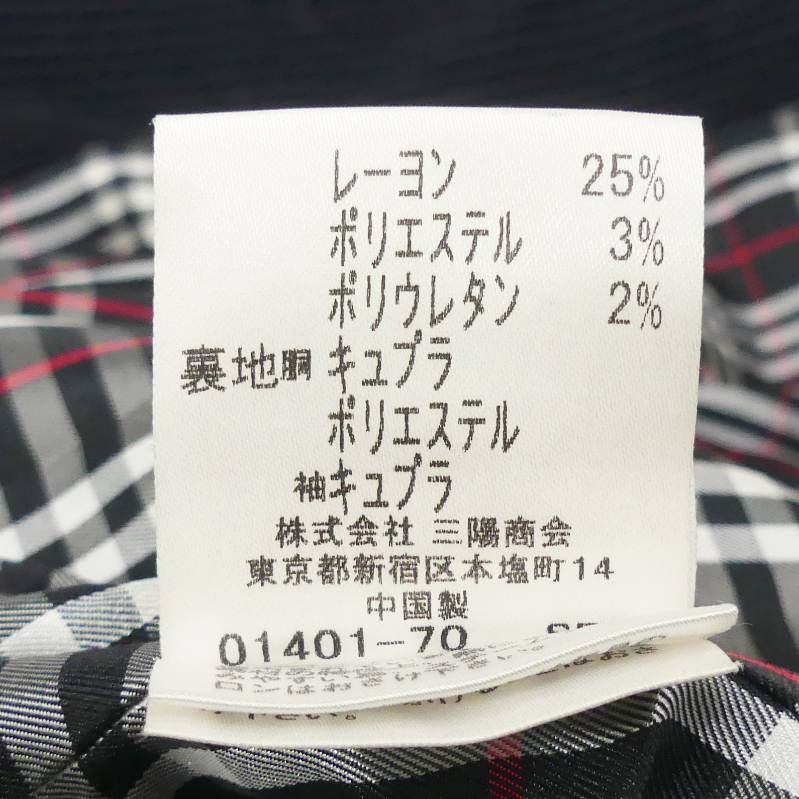 レーヨン 25%
ポリエステル 3%
ポリウレタン 2%
裏地胴 キュプラ
ポリエステル
袖キュプラ
株式会社 三陽商会
東京都新宿区本塩町14
中国製
01401-70